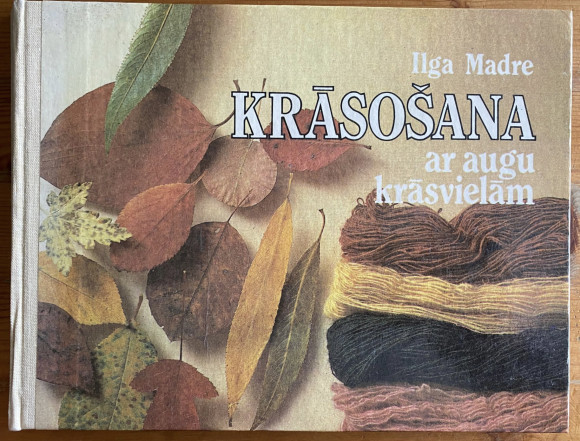 Ilga Madre
KRĀSOŠANA
ar augu
krāsvielām